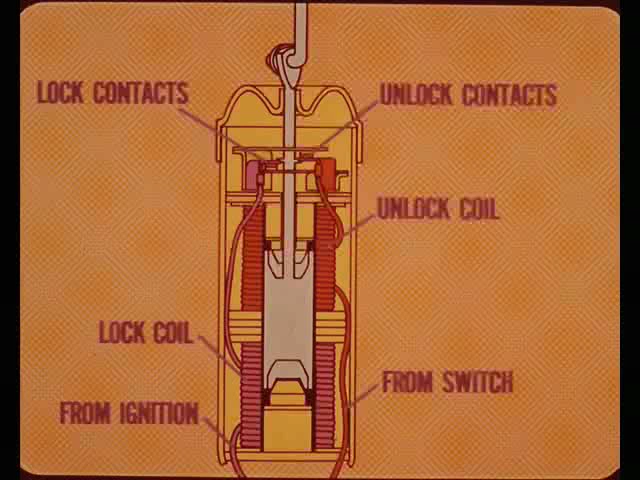 LOCK CONTACTS
UNLOCK CONTACTS
UNLOCK COIL
LOCK COIL
FROM SWITCH
FROM IGNITION